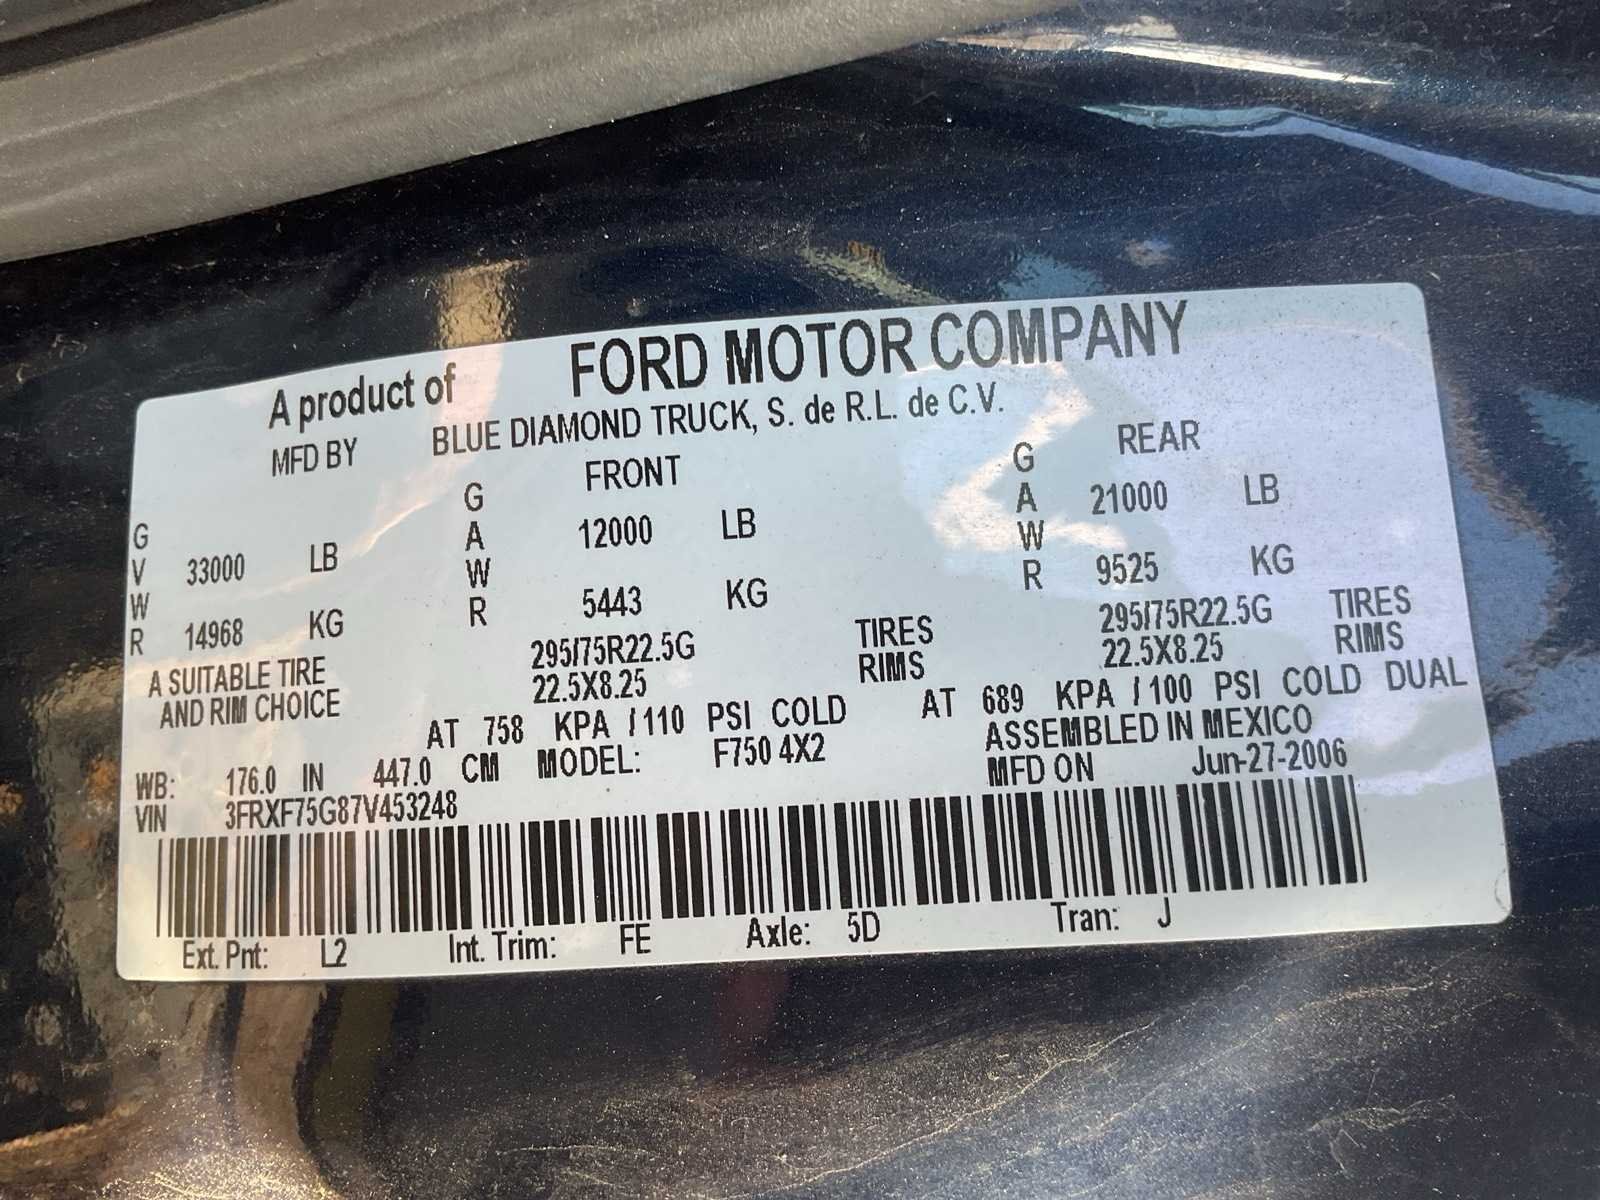 A product of FORD MOTOR COMPANY
MFD BY BLUE DIAMOND TRUCK, S. de R.L. de C.V.
GVWR 33000 LB 14968 KG
FRONT GAWR 12000 LB 5443 KG
REAR GAWR 21000 LB 9525 KG
A SUITABLE TIRE AND RIM CHOICE
295/75R22.5G TIRES
22.5X8.25 RIMS
AT 758 KPA / 110 PSI COLD
295/75R22.5G TIRES
22.5X8.25 RIMS
AT 689 KPA / 100 PSI COLD DUAL
ASSEMBLED IN MEXICO
WB: 176.0 IN 447.0 CM MODEL: F750 4X2 MFD ON Jun-27-2006
VIN 3FRXF75G87V453248
Ext. Pnt: L2 Int. Trim: FE Axle: 5D Tran: J